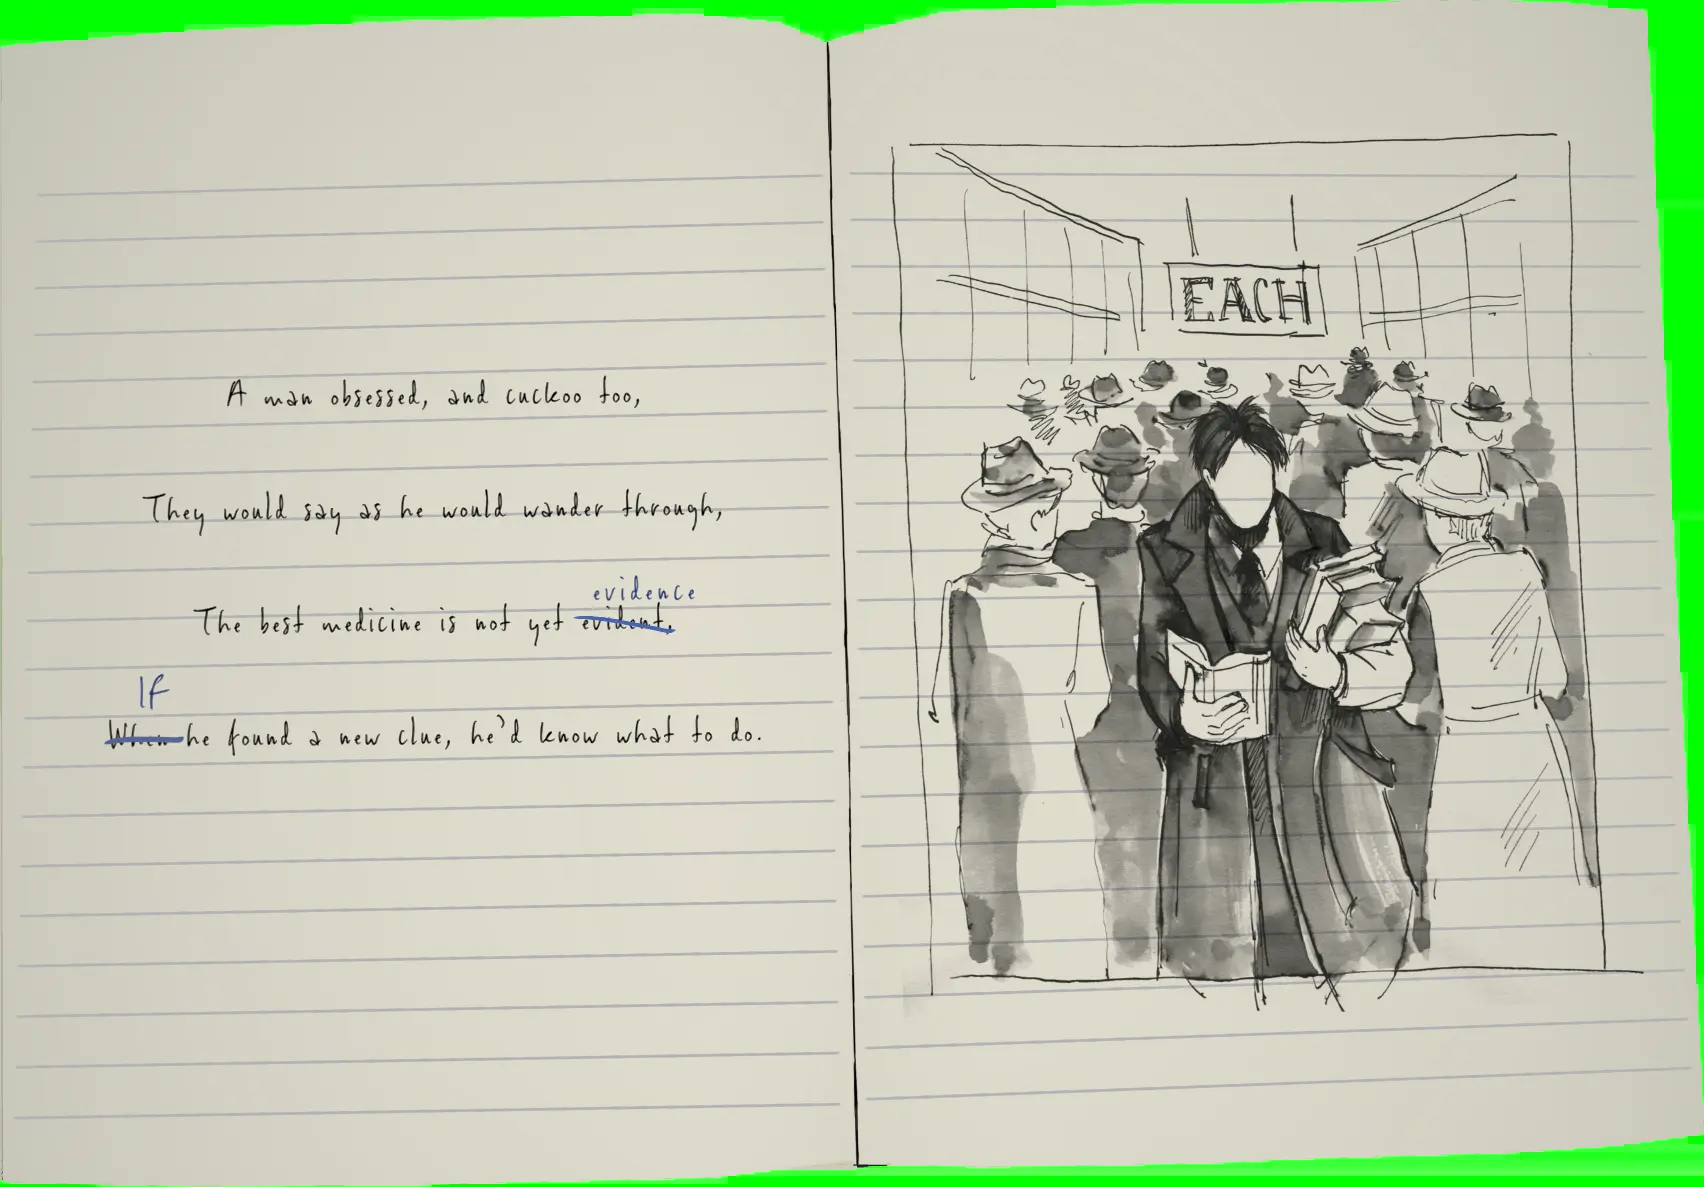 A man obsessed, and cuckoo too,
They would say as he would wander through,
evidence
The best medicine is not yet evident.
If
When he found a new clue, he'd know what to do.
EACH